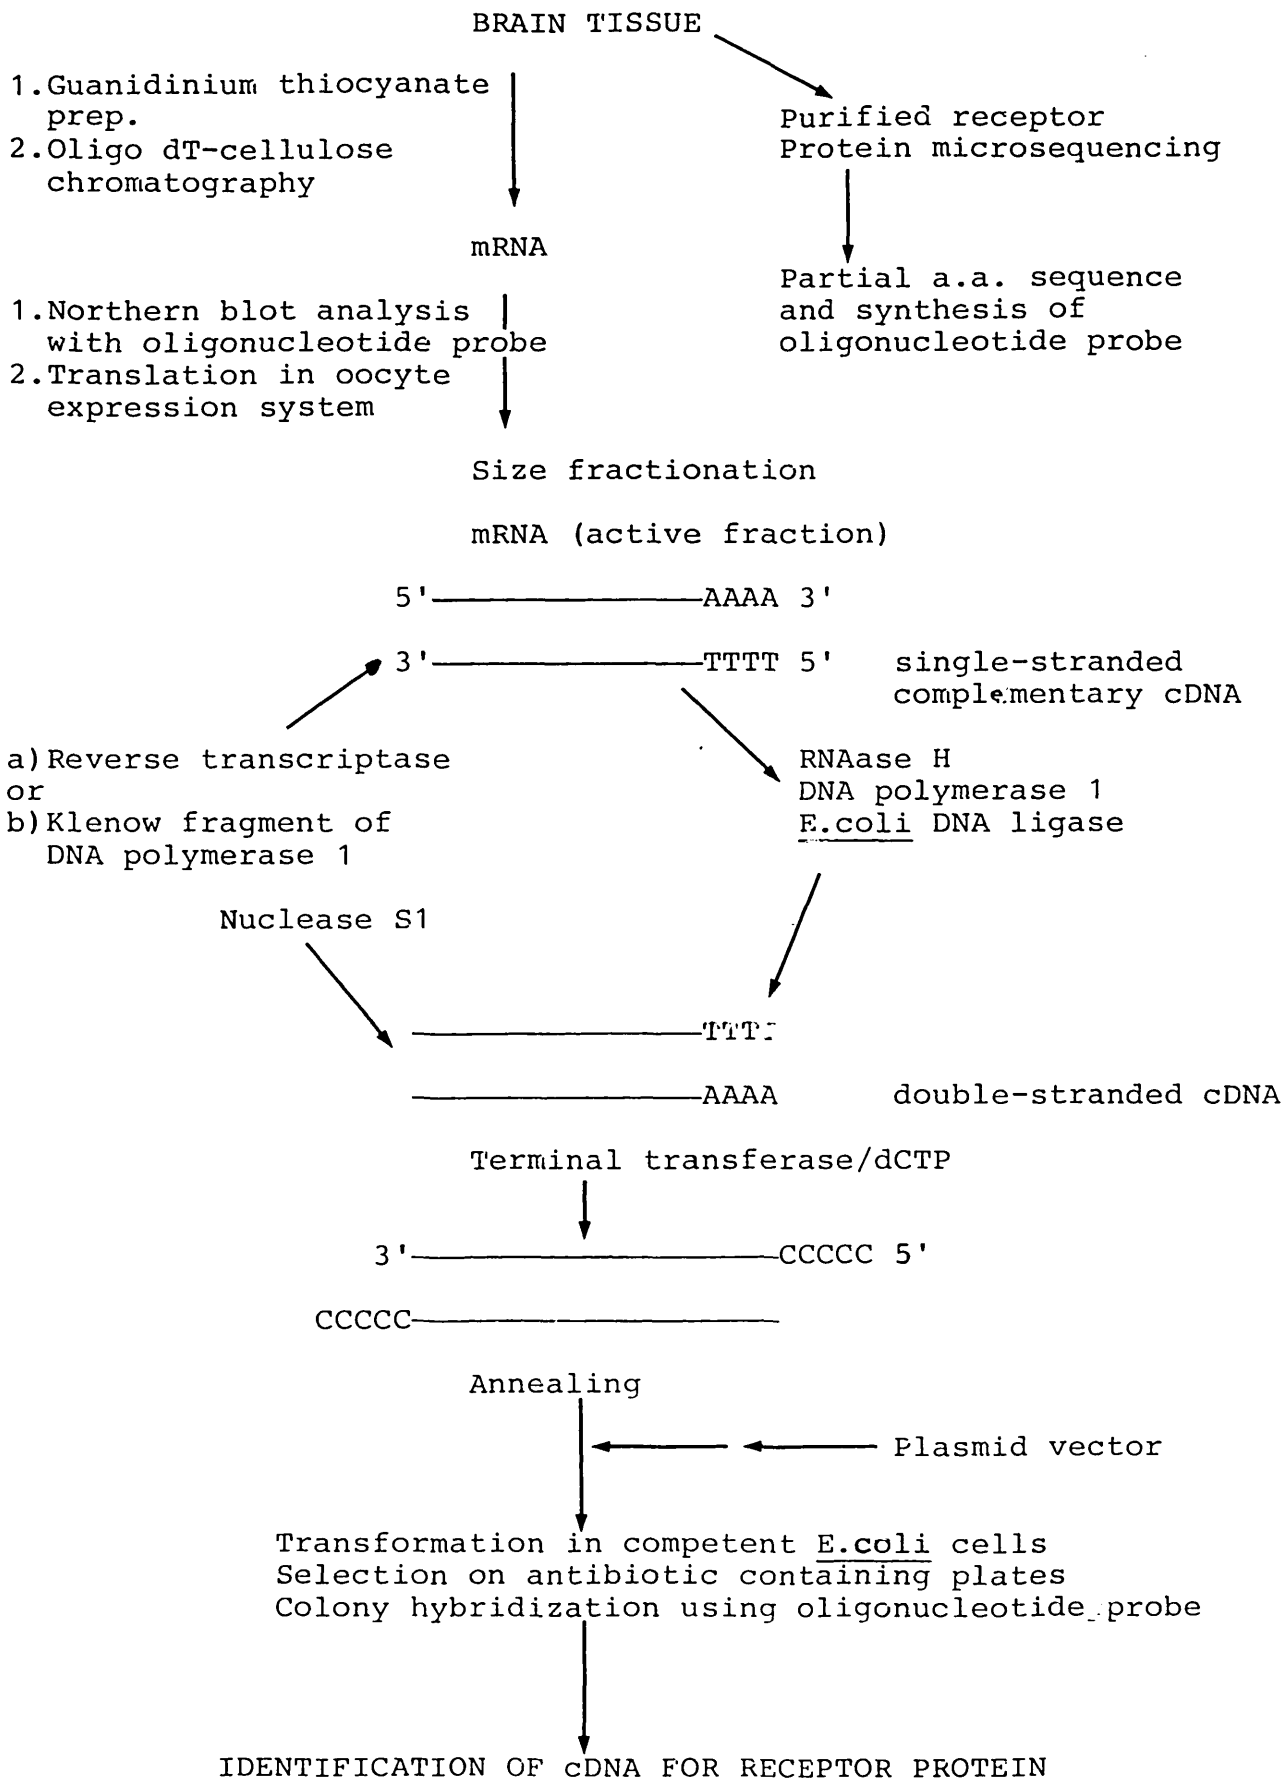 BRAIN TISSUE
1.Guanidinium thiocyanate
prep.
2.Oligo dT-cellulose
chromatography
Purified receptor
Protein microsequencing
mRNA
Partial a.a. sequence
and synthesis of
oligonucleotide probe
1.Northern blot analysis
with oligonucleotide probe
2.Translation in oocyte
expression system
Size fractionation
mRNA (active fraction)
5' AAAA 3'
3' TTTT 5'
single-stranded
complementary cDNA
a)Reverse transcriptase
or
b)Klenow fragment of
DNA polymerase 1
RNAase H
DNA polymerase 1
E.coli DNA ligase
Nuclease S1
TTTT
AAAA
double-stranded cDNA
Terminal transferase/dCTP
3' CCCCC 5'
CCCCC
Annealing
Plasmid vector
Transformation in competent E.coli cells
Selection on antibiotic containing plates
Colony hybridization using oligonucleotide probe
IDENTIFICATION OF cDNA FOR RECEPTOR PROTEIN